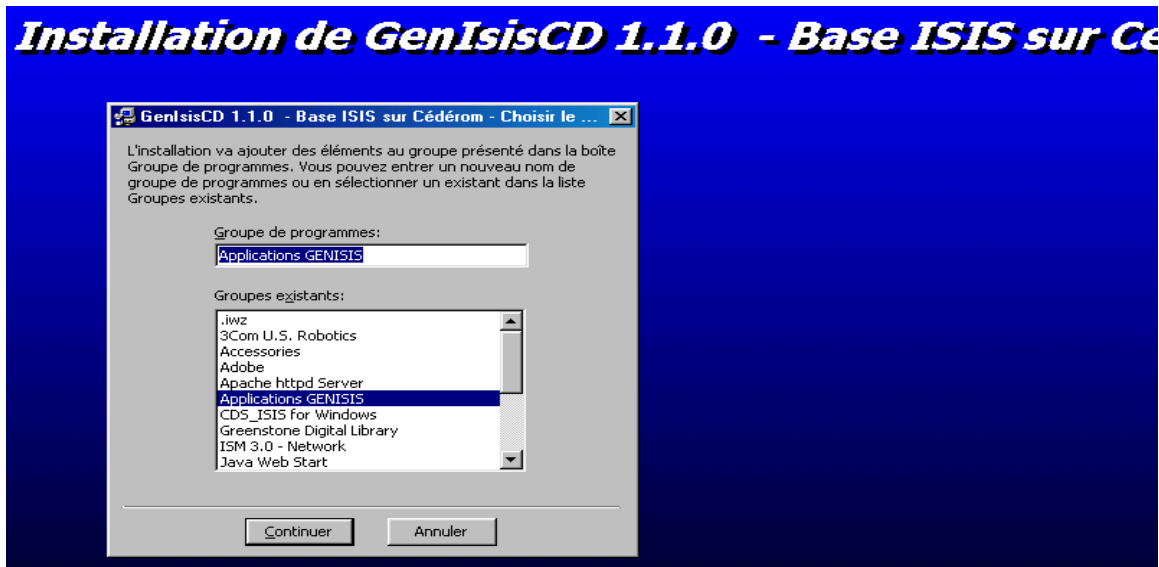 Installation de GenIsisCD 1.1.0 - Base ISIS sur Cé
GenIsisCD 1.1.0 - Base ISIS sur Cédérom - Choisir le ...
L'installation va ajouter des éléments au groupe présenté dans la boîte
Groupe de programmes. Vous pouvez entrer un nouveau nom de
groupe de programmes ou en sélectionner un existant dans la liste
Groupes existants.
Groupe de programmes:
Applications GENISIS
Groupes existants:
.iwz
3Com U.S. Robotics
Accessories
Adobe
Apache httpd Server
Applications GENISIS
CDS_ISIS for Windows
Greenstone Digital Library
ISM 3.0 - Network
Java Web Start
Continuer
Annuler